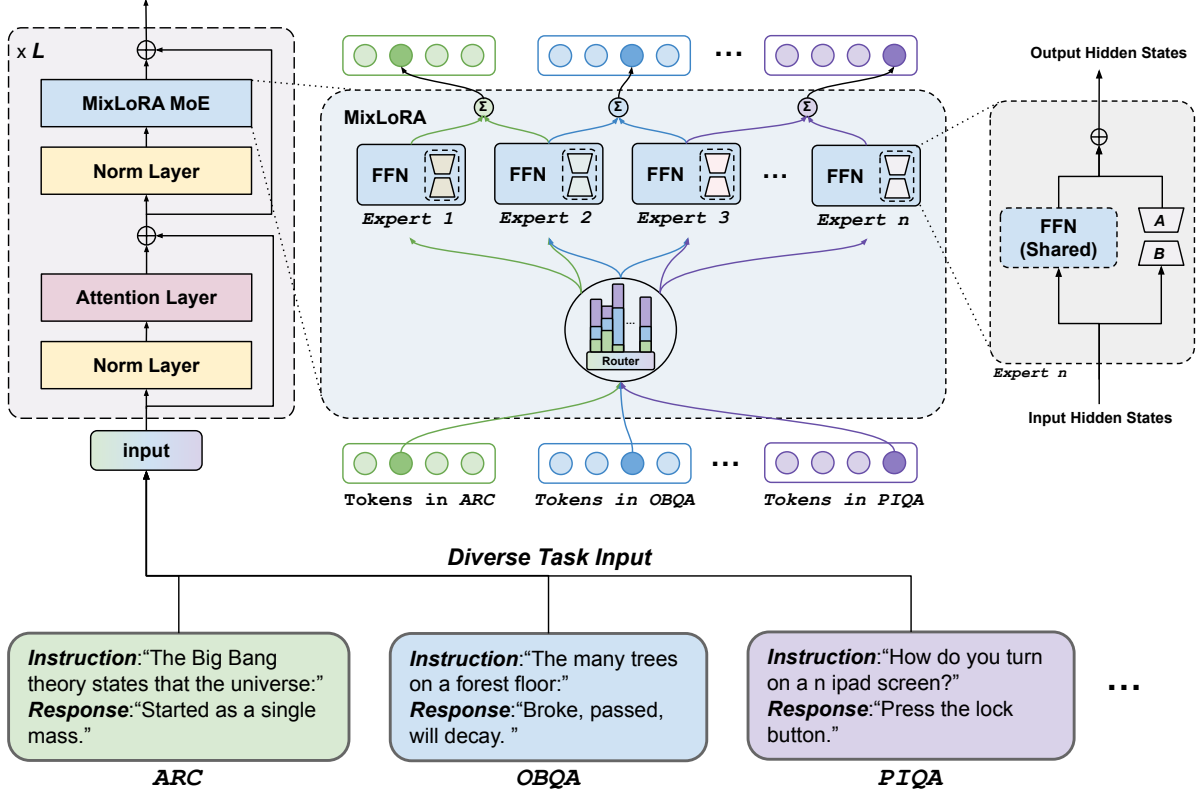 x L
MixLoRA MoE
Norm Layer
Attention Layer
Norm Layer
input
MixLoRA
Σ
Σ
Σ
...
FFN
FFN
FFN
...
FFN
Expert 1
Expert 2
Expert 3
Expert n
...
Router
Tokens in ARC
Tokens in OBQA
...
Tokens in PIQA
Output Hidden States
FFN
(Shared)
A
B
Expert n
Input Hidden States
Diverse Task Input
Instruction:“The Big Bang
theory states that the universe:”
Response:“Started as a single
mass.”
ARC
Instruction:“The many trees
on a forest floor:”
Response:“Broke, passed,
will decay. ”
OBQA
Instruction:“How do you turn
on a n ipad screen?”
Response:“Press the lock
button.”
PIQA
...